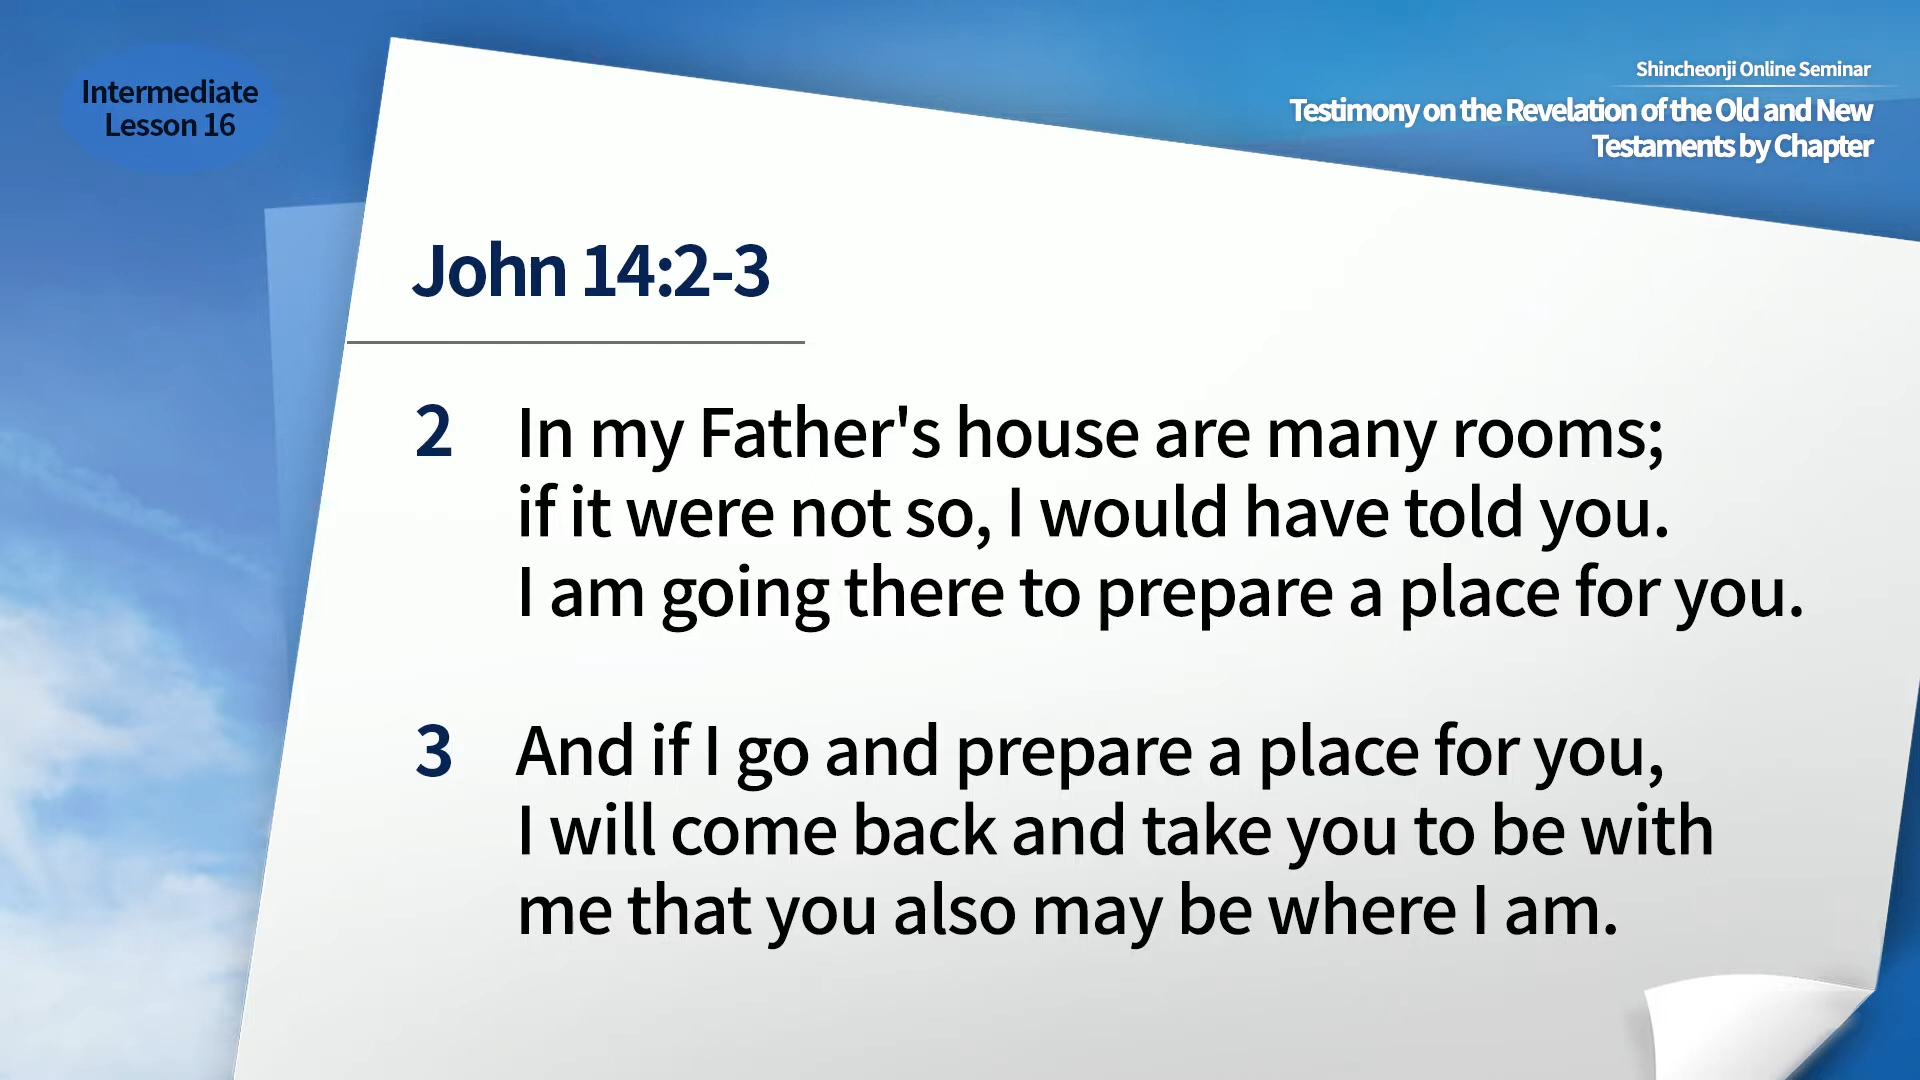 Intermediate
Lesson 16
Shincheonji Online Seminar
Testimony on the Revelation of the Old and New
Testaments by Chapter
John 14:2-3
2 In my Father's house are many rooms;
if it were not so, I would have told you.
I am going there to prepare a place for you.
3 And if I go and prepare a place for you,
I will come back and take you to be with
me that you also may be where I am.